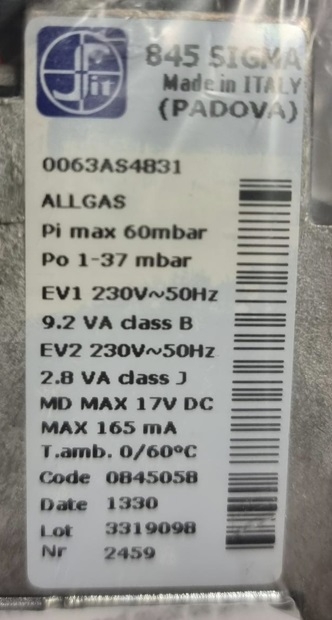 Sit
845 SIGMA
Made in ITALY
(PADOVA)
0063AS4831
ALLGAS
Pi max 60mbar
Po 1-37 mbar
EV1 230V~50Hz
9.2 VA class B
EV2 230V~50Hz
2.8 VA class J
MD MAX 17V DC
MAX 165 mA
T.amb. 0/60ºC
Code 0845058
Date 1330
Lot 3319098
Nr 2459